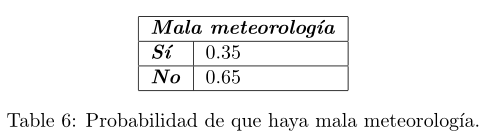 Mala meteorología
Sí 0.35
No 0.65
Table 6: Probabilidad de que haya mala meteorología.